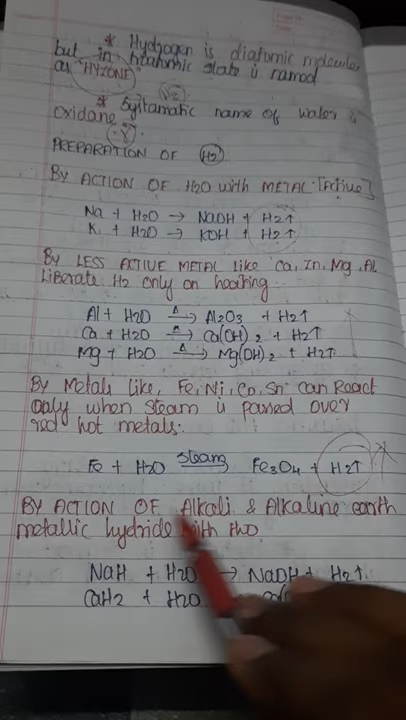 * Hydrogen is diatomic molecules
but in triatomic state is named
as "HYZONE"
* Systamatic name of water is
oxidane
PREPARATION OF H2
By ACTION OF H2O with METAL [Active]
Na + H2O → NaOH + H2↑
K + H2O → KOH + H2↑
By LESS ACTIVE METAL like Ca, Zn, Mg, Al
liberate H2 only on heating
Al + H2O Δ→ Al2O3 + H2↑
Ca + H2O Δ→ Ca(OH)2 + H2↑
Mg + H2O Δ→ Mg(OH)2 + H2↑
By Metals like, Fe, Ni, Co, Sn can React
only when steam is passed over
red hot metals.
Fe + H2O Steam→ Fe3O4 + H2↑
By ACTION OF Alkali & Alkaline earth
metallic hydride with H2O
NaH + H2O → NaOH + H2↑
CaH2 + H2O